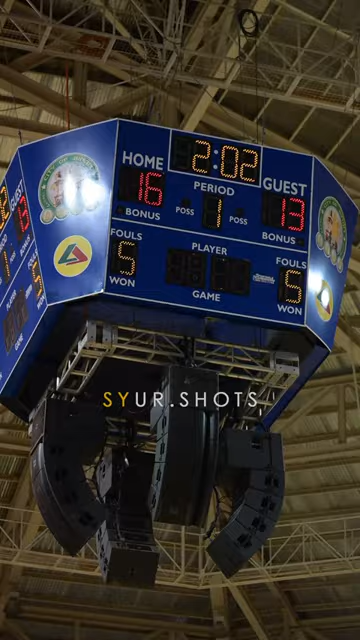 2:02
HOME
GUEST
PERIOD
16
1
13
POSS
POSS
BONUS
BONUS
FOULS
PLAYER
FOULS
5
5
WON
GAME
WON
SYUR.SHOTS